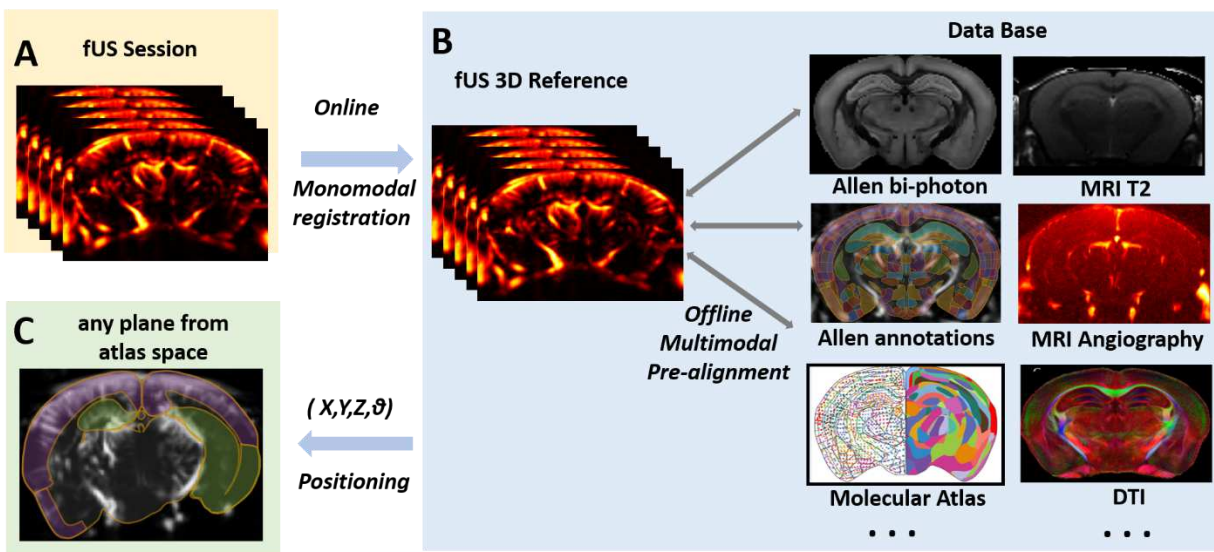 A
fUS Session
Online
Monomodal
registration
B
fUS 3D Reference
Data Base
Allen bi-photon
MRI T2
Allen annotations
MRI Angiography
Offline
Multimodal
Pre-alignment
Molecular Atlas
DTI
. . .
. . .
C
any plane from
atlas space
( X,Y,Z,ϑ)
Positioning